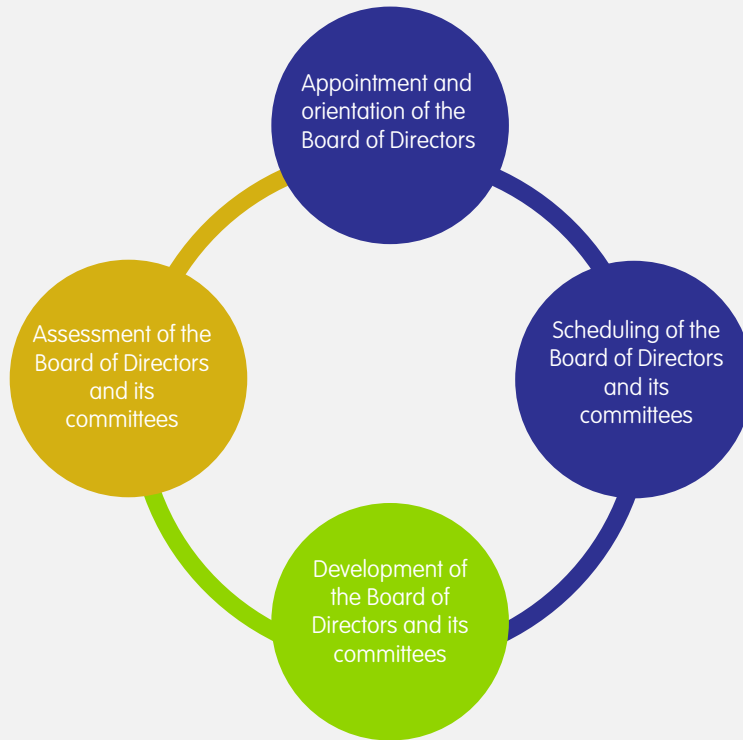 Appointment and
orientation of the
Board of Directors
Scheduling of the
Board of Directors
and its
committees
Development of
the Board of
Directors and its
committees
Assessment of the
Board of Directors
and its
committees